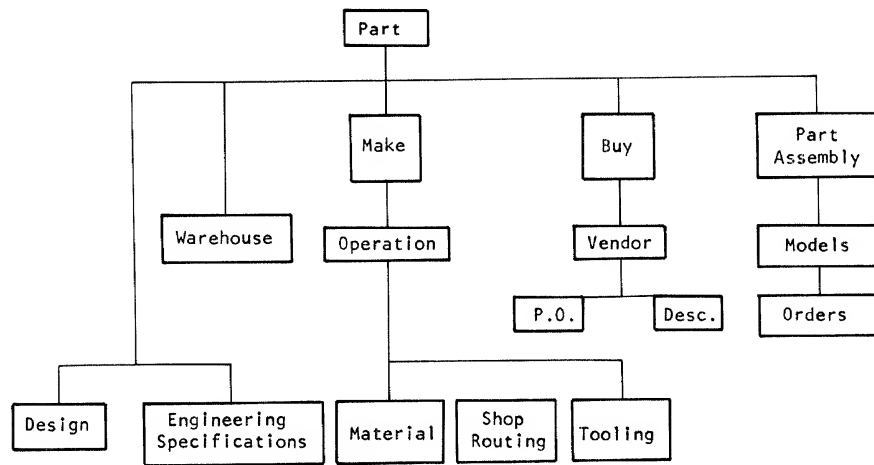 Part
Make
Buy
Part
Assembly
Warehouse
Operation
Vendor
Models
P.O.
Desc.
Orders
Design
Engineering
Specifications
Material
Shop
Routing
Tooling